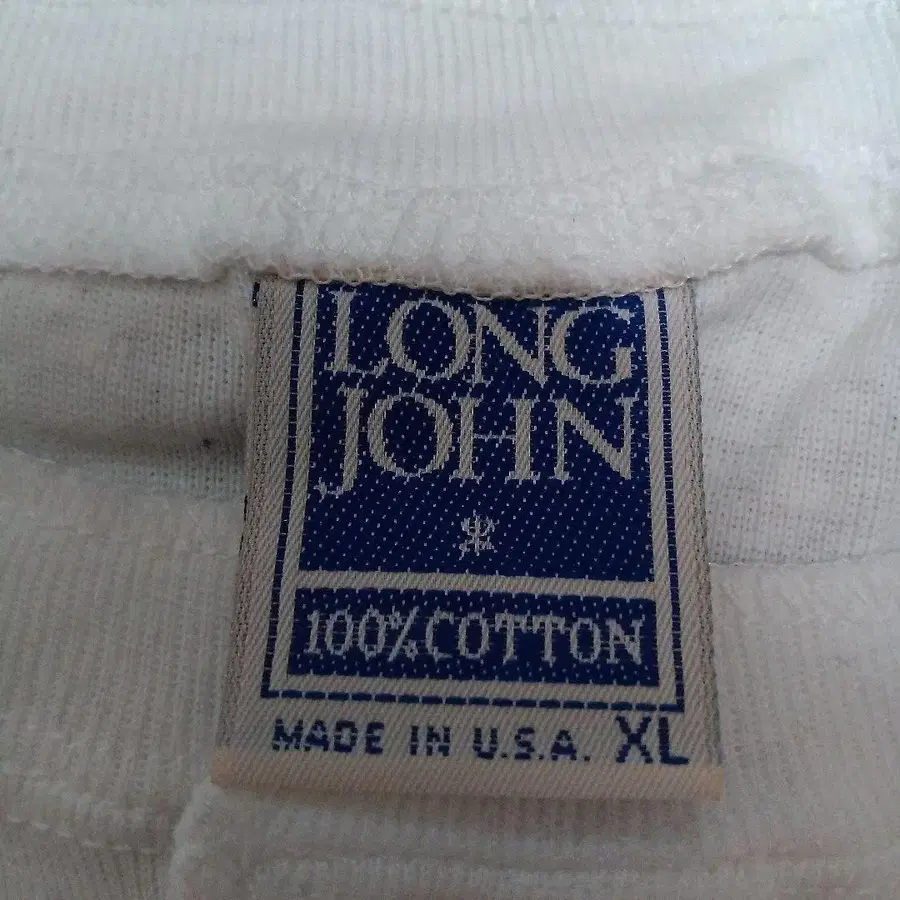 LONG
JOHN
100% COTTON
MADE IN U.S.A. XL